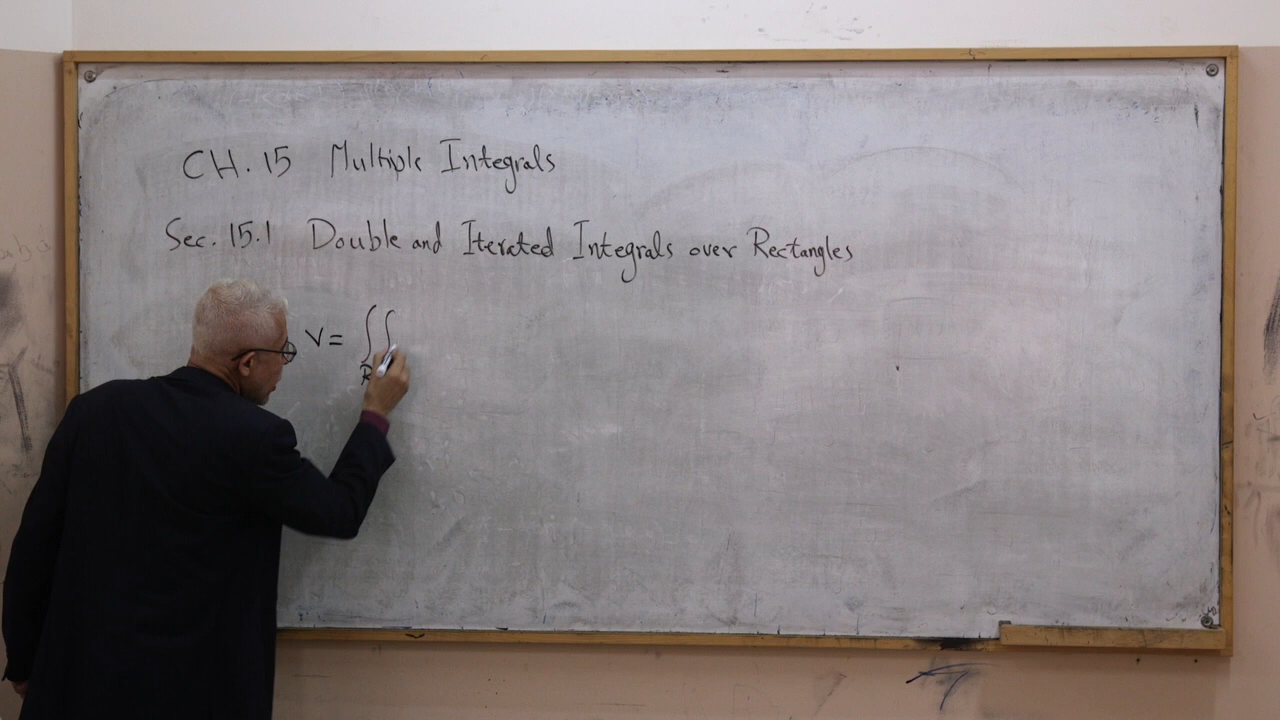 CH. 15 Multiple Integrals
Sec. 15.1 Double and Iterated Integrals over Rectangles
V = ∬
R